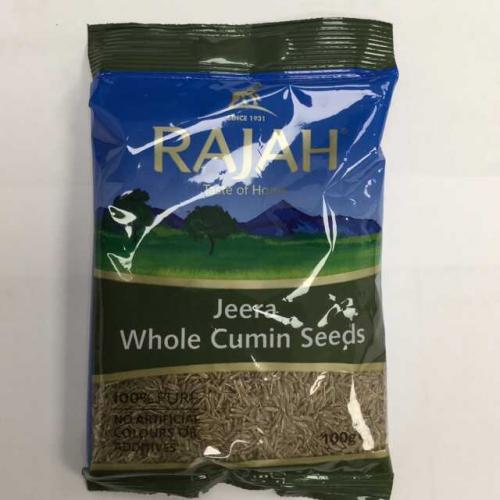 SINCE 1931
RAJAH
Taste of Home
Jeera
Whole Cumin Seeds
100% PURE
NO ARTIFICIAL
COLOURS OR
ADDITIVES
100g